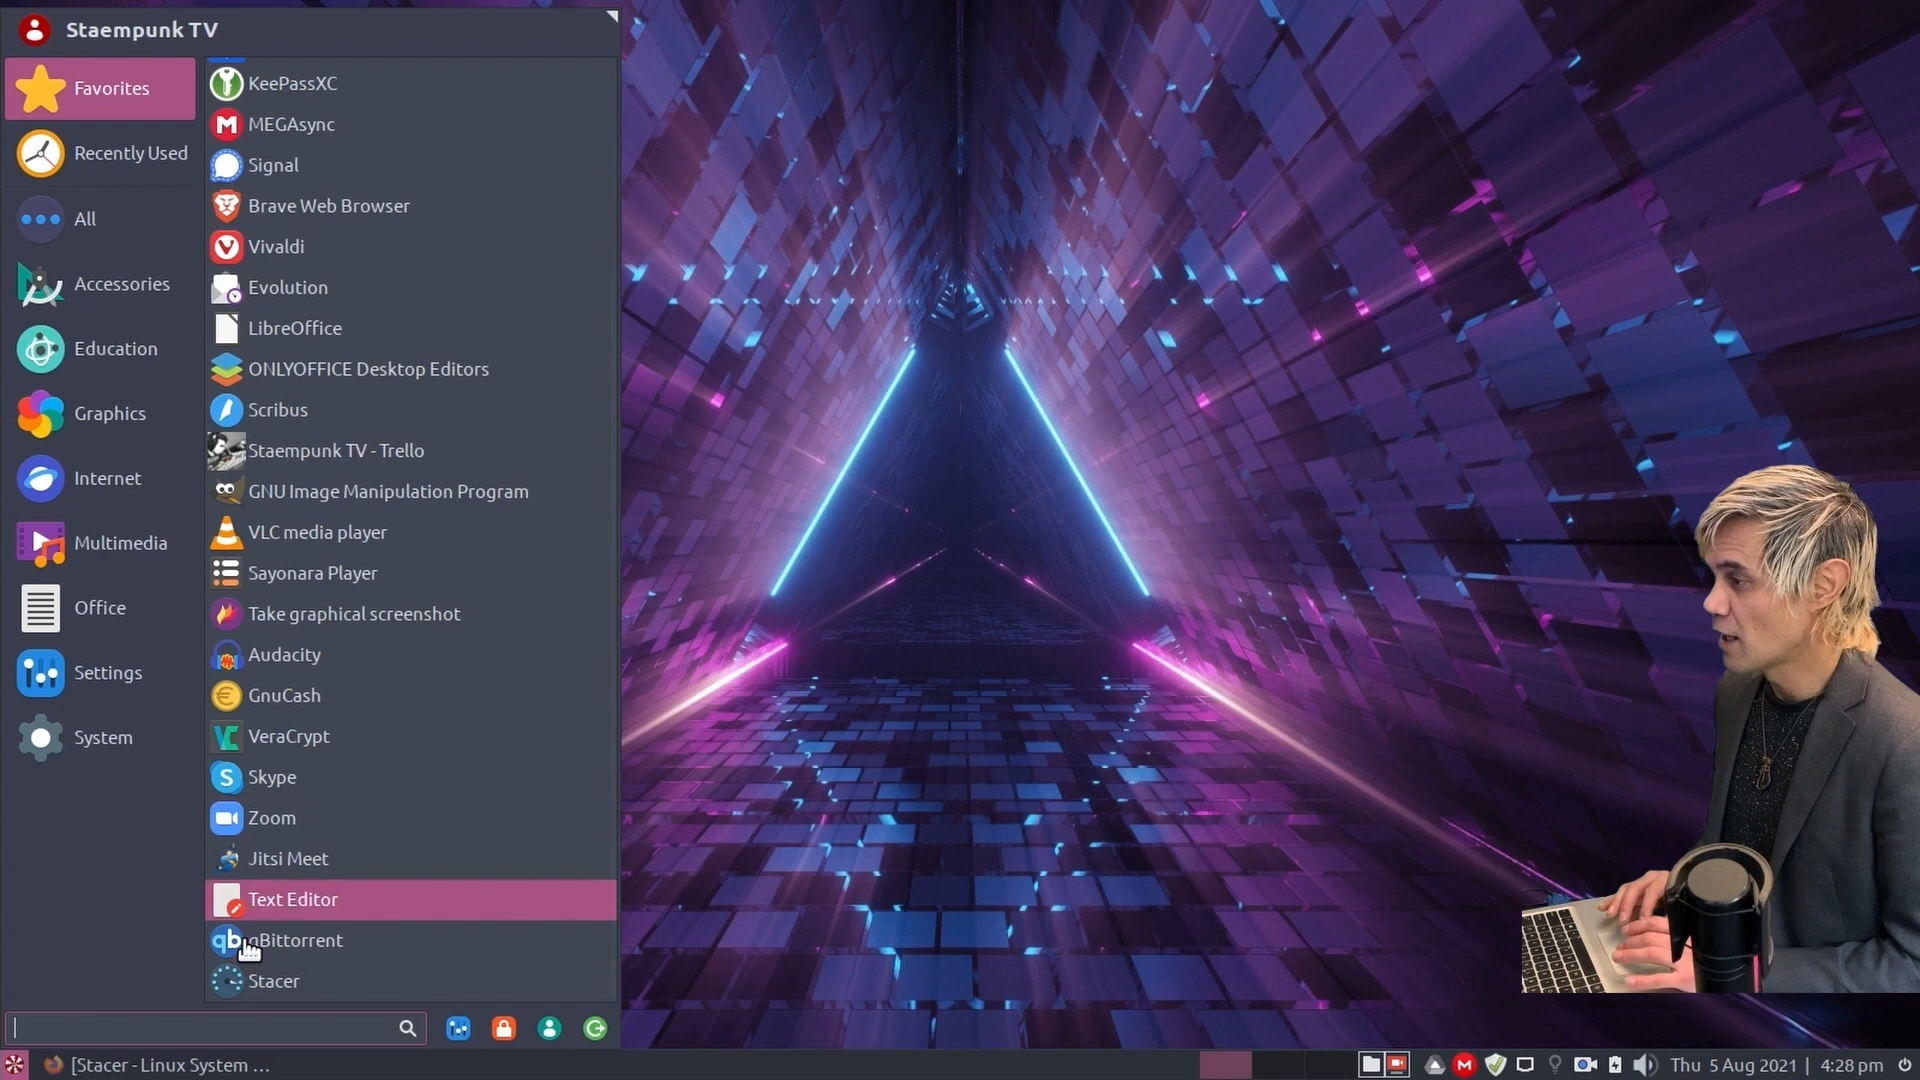 Staempunk TV
Favorites
Recently Used
All
Accessories
Education
Graphics
Internet
Multimedia
Office
Settings
System
KeePassXC
MEGAsync
Signal
Brave Web Browser
Vivaldi
Evolution
LibreOffice
ONLYOFFICE Desktop Editors
Scribus
Staempunk TV - Trello
GNU Image Manipulation Program
VLC media player
Sayonara Player
Take graphical screenshot
Audacity
GnuCash
VeraCrypt
Skype
Zoom
Jitsi Meet
Text Editor
qBittorrent
Stacer
[Stacer - Linux System ...
Thu 5 Aug 2021 | 4:28 pm